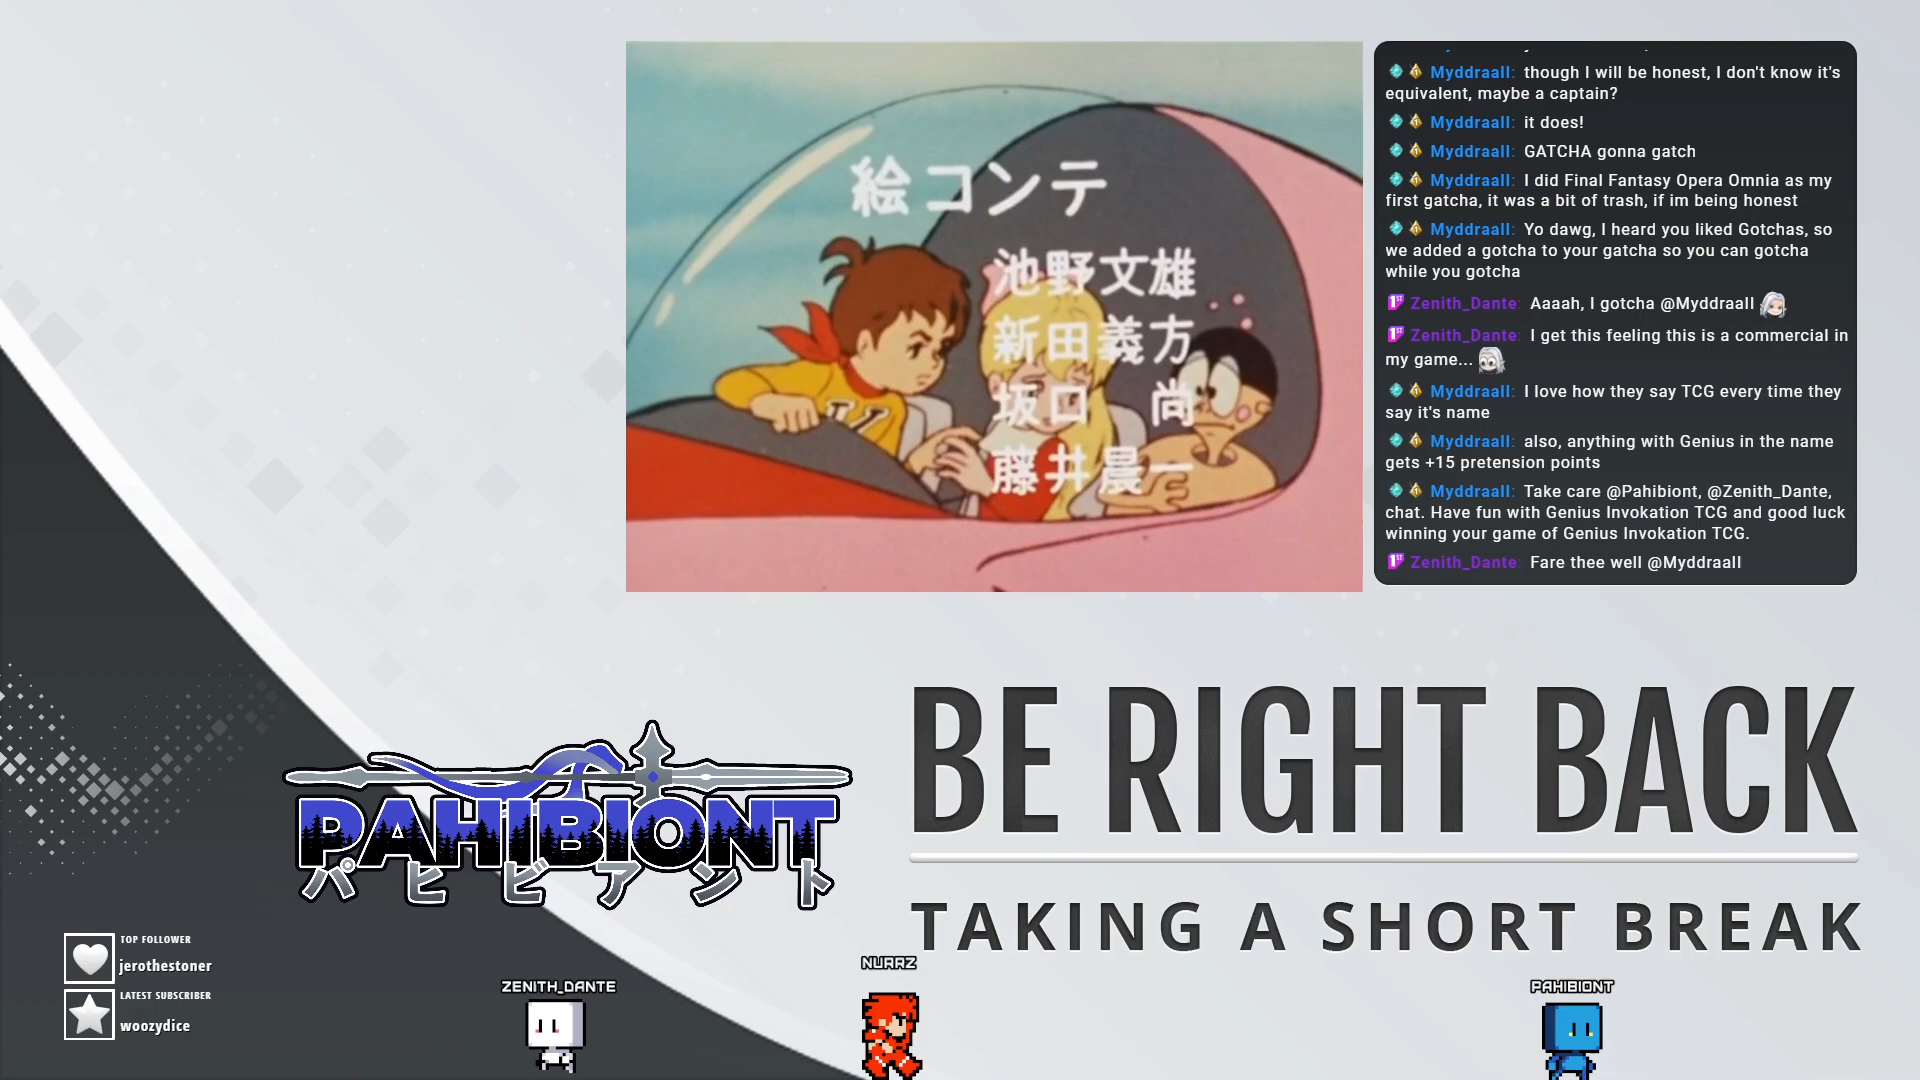 絵コンテ
池野文雄
新田義方
坂口 尚
藤井晨一
Myddraall: though I will be honest, I don't know it's
equivalent, maybe a captain?
Myddraall: it does!
Myddraall: GATCHA gonna gatch
Myddraall: I did Final Fantasy Opera Omnia as my
first gatcha, it was a bit of trash, if im being honest
Myddraall: Yo dawg, I heard you liked Gotchas, so
we added a gotcha to your gatcha so you can gotcha
while you gotcha
Zenith_Dante: Aaaah, I gotcha @Myddraall
Zenith_Dante: I get this feeling this is a commercial in
my game...
Myddraall: I love how they say TCG every time they
say it's name
Myddraall: also, anything with Genius in the name
gets +15 pretension points
Myddraall: Take care @Pahibiont, @Zenith_Dante,
chat. Have fun with Genius Invokation TCG and good luck
winning your game of Genius Invokation TCG.
Zenith_Dante: Fare thee well @Myddraall
BE RIGHT BACK
TAKING A SHORT BREAK
PAHIBIONT
パヒビアント
TOP FOLLOWER
jerothestoner
LATEST SUBSCRIBER
woozydice
ZENITH_DANTE
NURRZ
PAHIBIONT